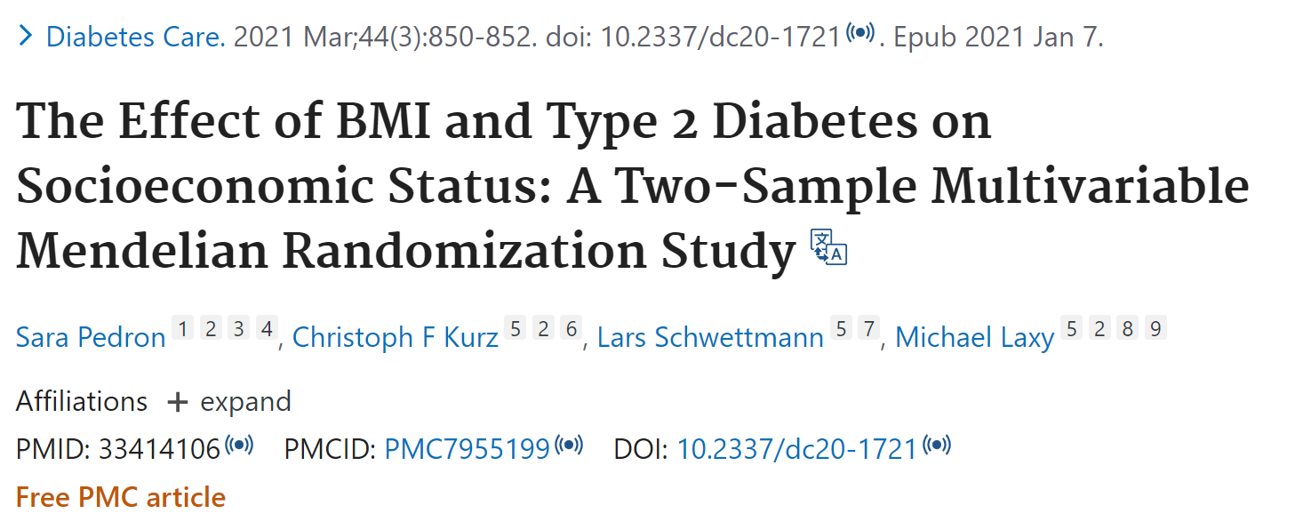 > Diabetes Care. 2021 Mar;44(3):850-852. doi: 10.2337/dc20-1721. Epub 2021 Jan 7.
The Effect of BMI and Type 2 Diabetes on
Socioeconomic Status: A Two-Sample Multivariable
Mendelian Randomization Study 文A
Sara Pedron 1 2 3 4, Christoph F Kurz 5 2 6, Lars Schwettmann 5 7, Michael Laxy 5 2 8 9
Affiliations + expand
PMID: 33414106 PMCID: PMC7955199 DOI: 10.2337/dc20-1721
Free PMC article